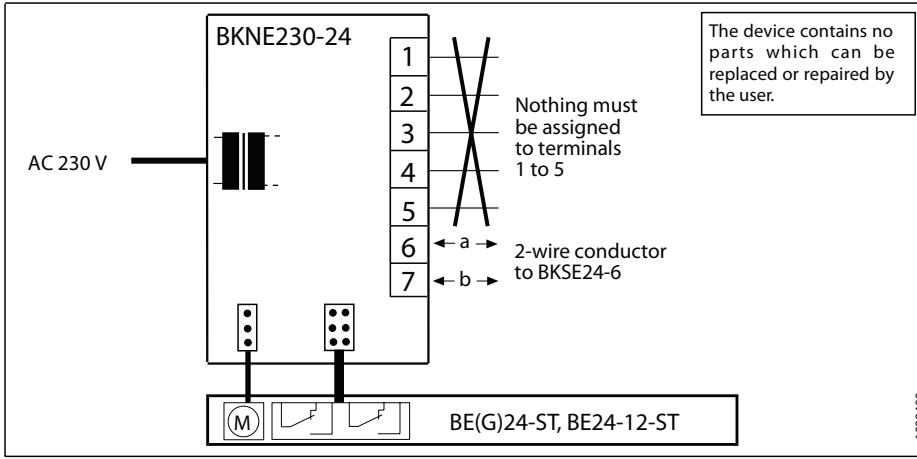 BKNE230-24
The device contains no
parts which can be
replaced or repaired by
the user.
1
2
3
4
5
6
7
Nothing must
be assigned
to terminals
1 to 5
AC 230 V
a
b
2-wire conductor
to BKSE24-6
M
BE(G)24-ST, BE24-12-ST